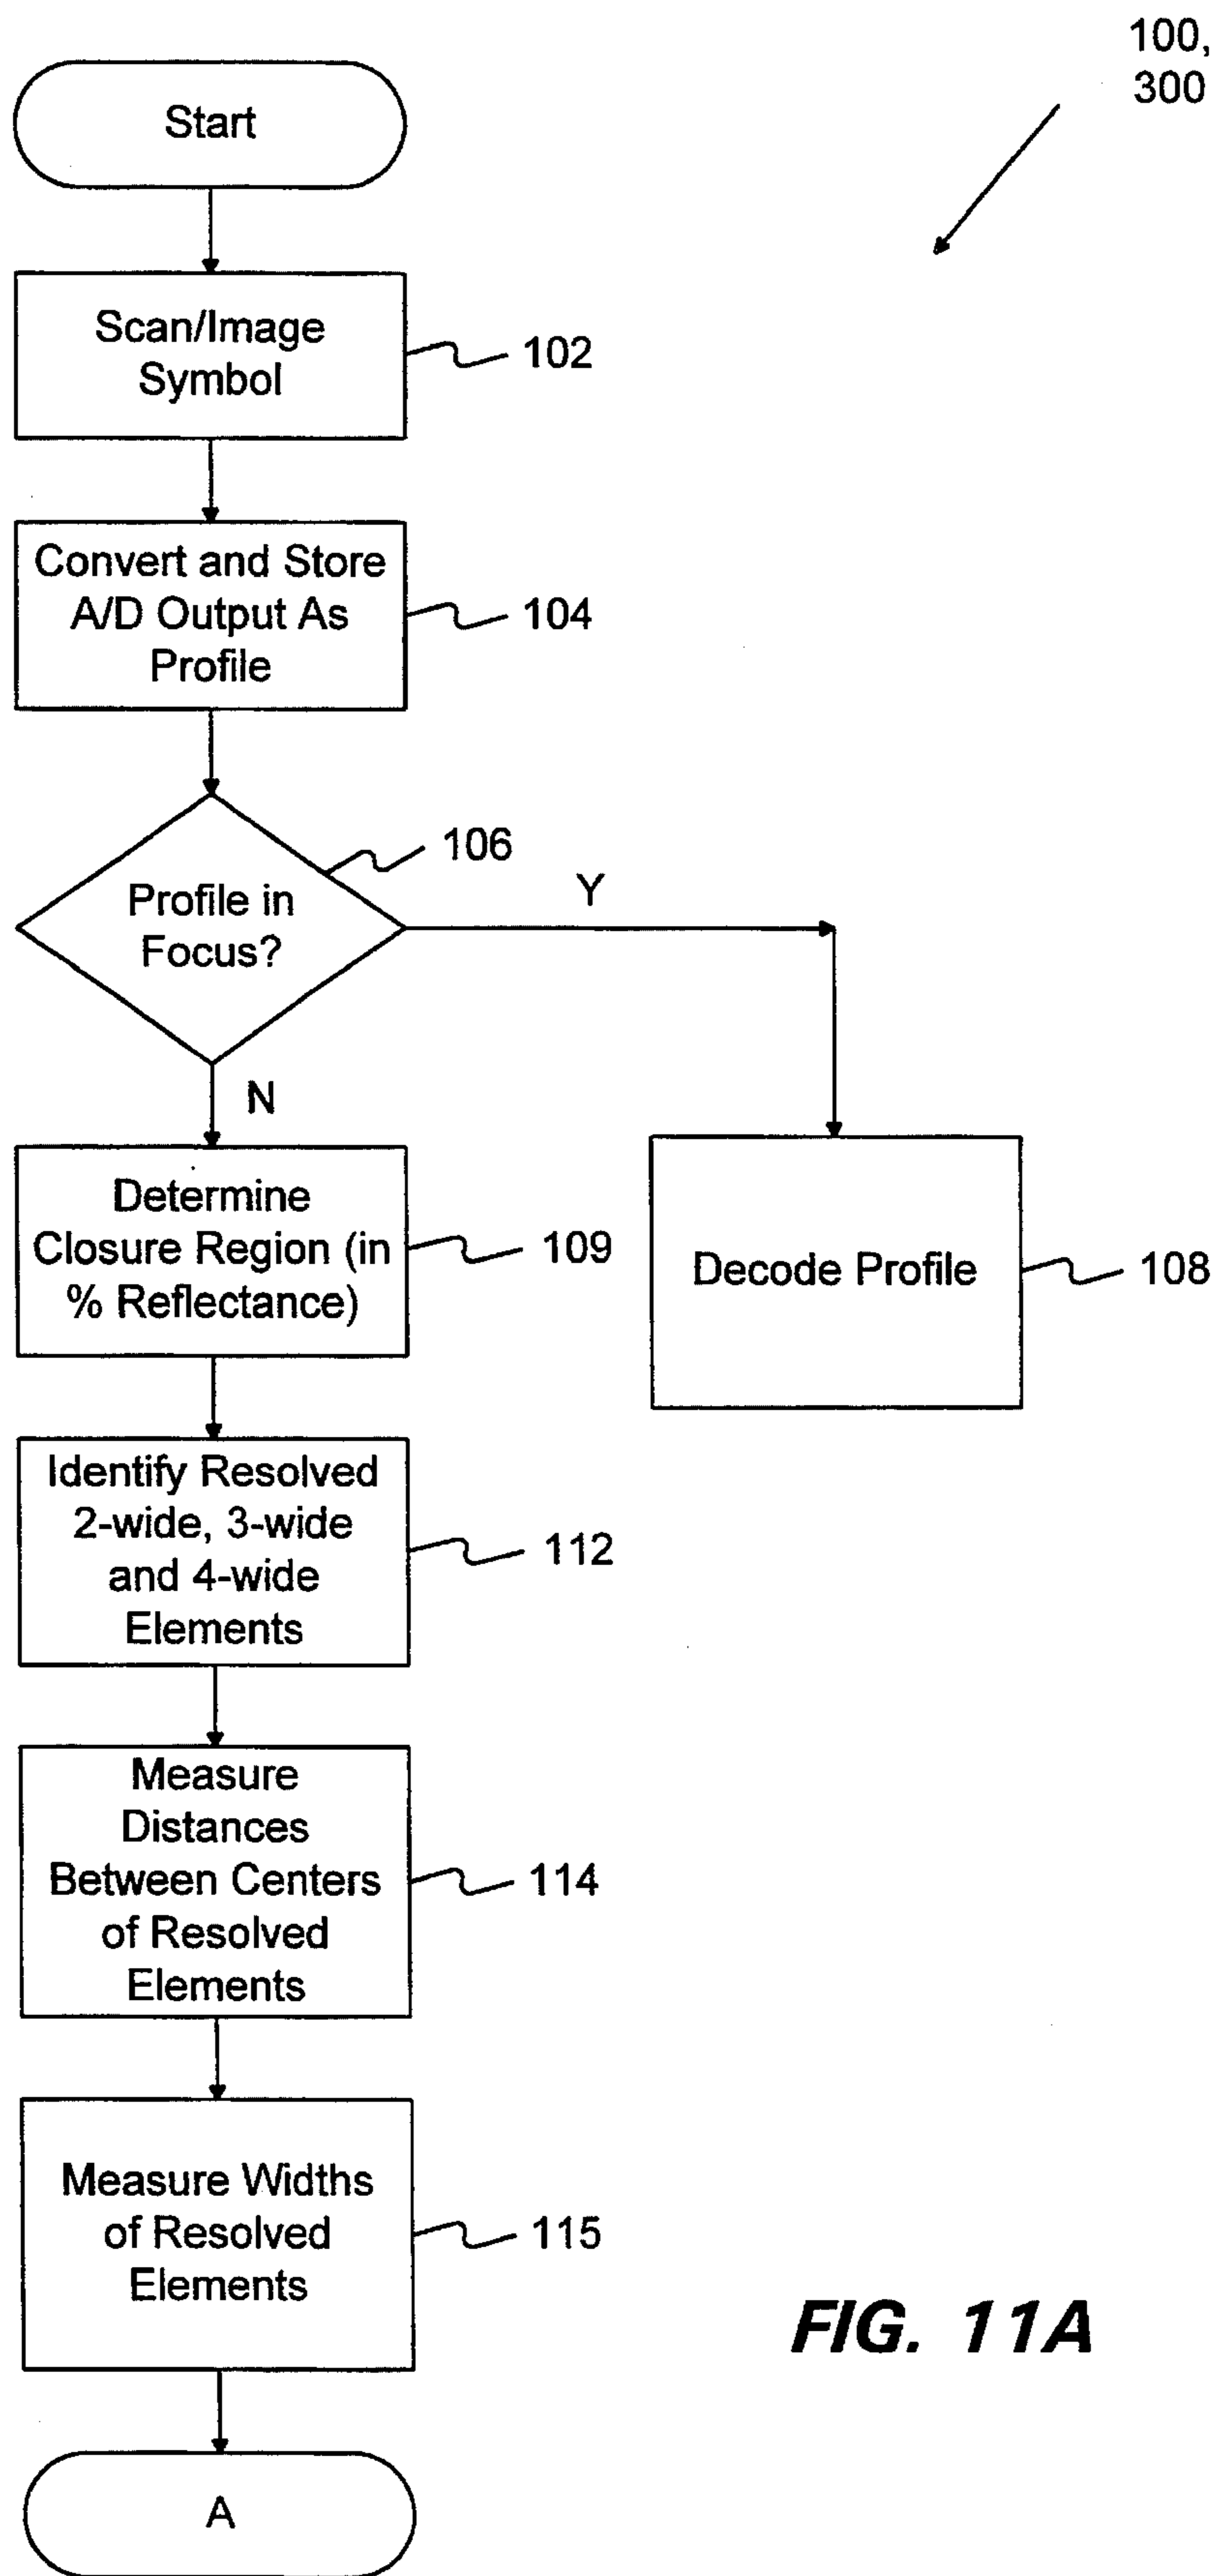 100,
300
Start
Scan/Image
Symbol
102
Convert and Store
A/D Output As
Profile
104
106
Profile in
Focus?
Y
N
Determine
Closure Region (in
% Reflectance)
109
Decode Profile
108
Identify Resolved
2-wide, 3-wide
and 4-wide
Elements
112
Measure
Distances
Between Centers
of Resolved
Elements
114
Measure Widths
of Resolved
Elements
115
FIG. 11A
A